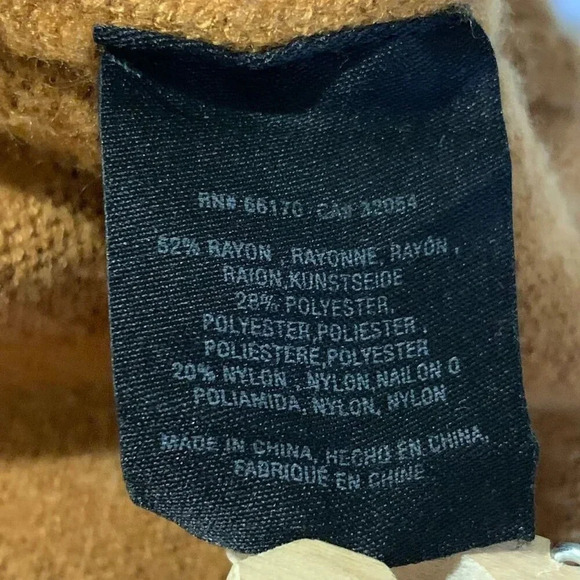 RN# 66170 CA# 32054
52% RAYON , RAYONNE, RAYÓN ,
RAION, KUNSTSEIDE
28% POLYESTER,
POLYESTER, POLIESTER ,
POLIESTERE, POLYESTER
20% NYLON , NYLON, NAILON O
POLIAMIDA, NYLON, NYLON
MADE IN CHINA, HECHO EN CHINA,
FABRIQUÉ EN CHINE